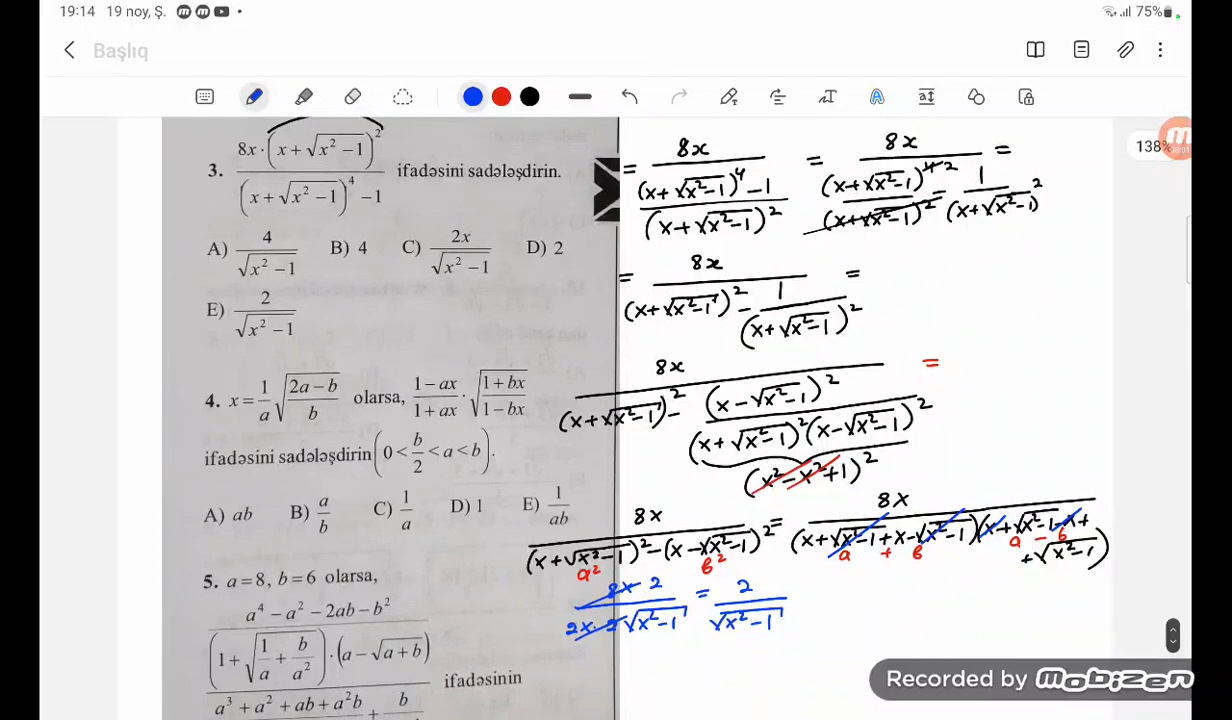 19:14 19 noy, Ş. 75%
Başlıq
138%
08:01
3. 8x·(x+√(x²−1))² / ((x+√(x²−1))⁴−1) ifadəsini sadələşdirin.
A) 4/√(x²−1) B) 4 C) 2x/√(x²−1) D) 2
E) 2/√(x²−1)
4. x = 1/a √((2a−b)/b) olarsa, (1−ax)/(1+ax) · √((1+bx)/(1−bx))
ifadəsini sadələşdirin (0 < b/2 < a < b).
A) ab B) a/b C) 1/a D) 1 E) 1/ab
5. a = 8, b = 6 olarsa,
a⁴ − a² − 2ab − b²
(1+√(1/a + b/a²))·(a−√(a+b))
a³ + a² + ab + a²b + b ifadəsinin
= 8x / (((x+√(x²−1))⁴ − 1)/(x+√(x²−1))²) = 8x / ((x+√(x²−1))⁴ ² / (x+√(x²−1))² − 1/(x+√(x²−1))²) =
= 8x / ((x+√(x²−1))² − 1/(x+√(x²−1))²) =
8x / ((x+√(x²−1))² − (x−√(x²−1))² / ((x+√(x²−1))²(x−√(x²−1))²)) =
(x²−x²+1)²
8x / ((x+√(x²−1))² − (x−√(x²−1))²) = 8x / ((x+√(x²−1)+x−√(x²−1))(x+√(x²−1)−x+
+√(x²−1))
a² b² a + b a − b
8x 2 / (2x·2√(x²−1)) = 2/√(x²−1)
Recorded by mobizen